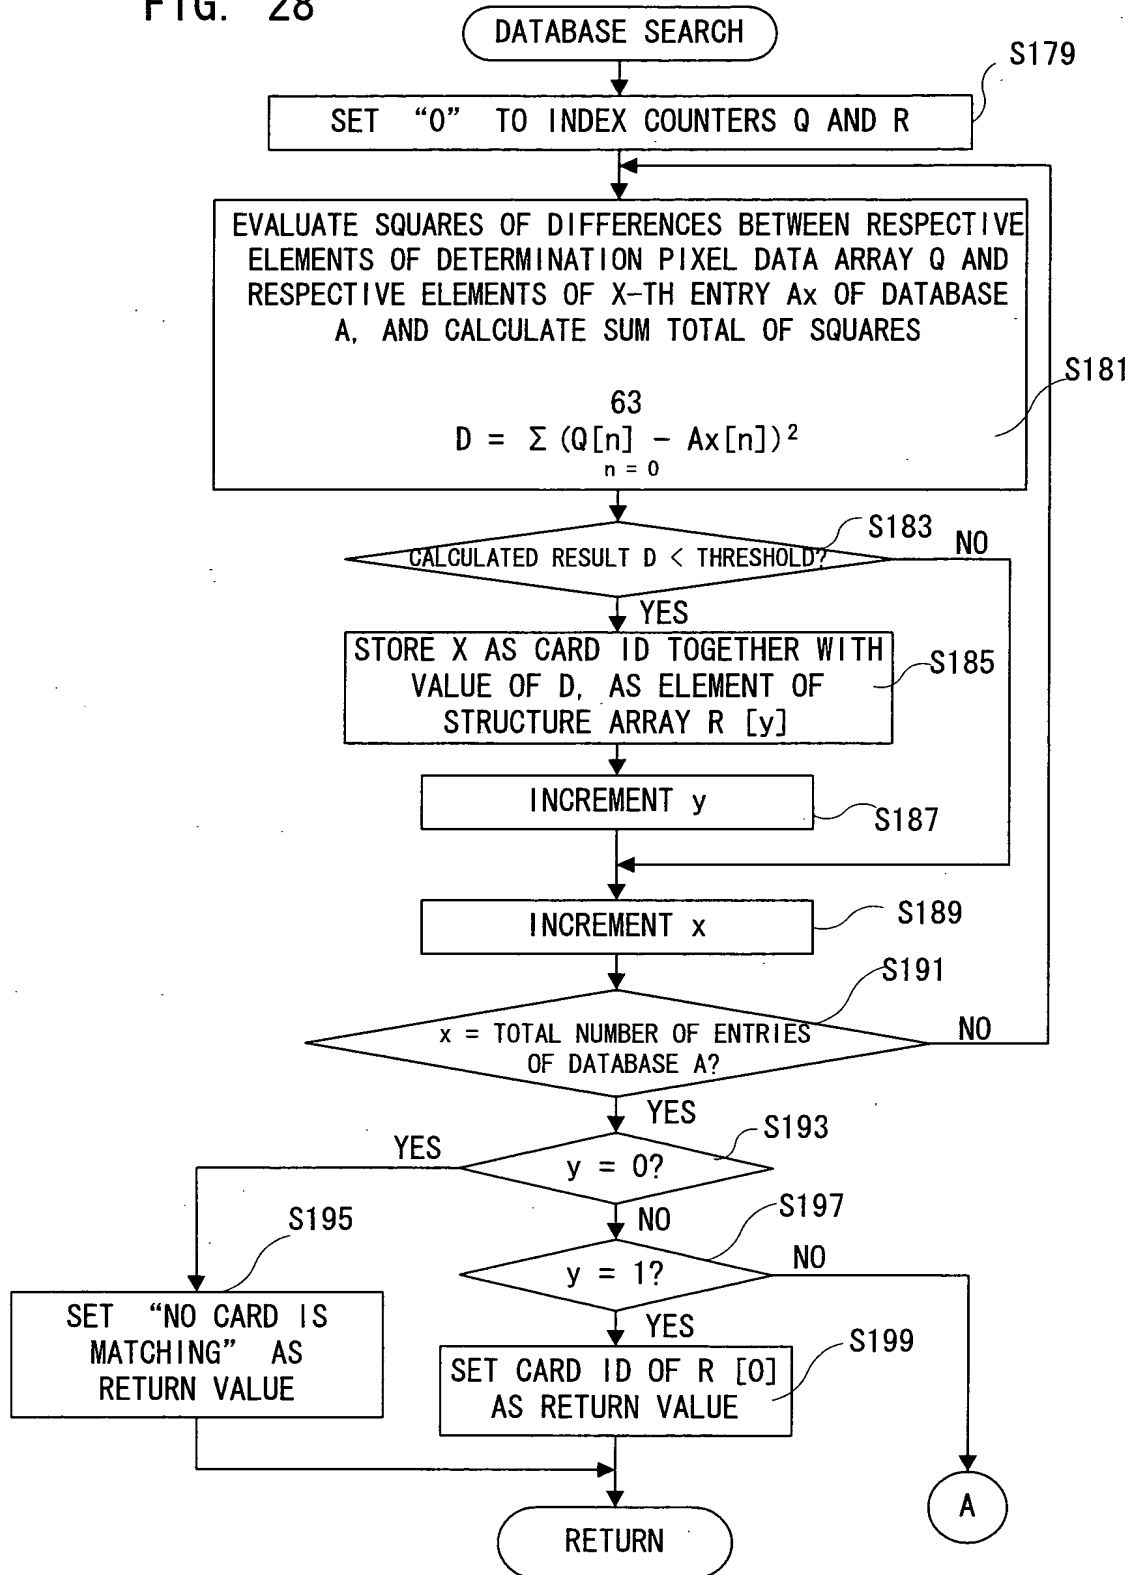 FIG. 28
DATABASE SEARCH
S179
SET “0” TO INDEX COUNTERS Q AND R
EVALUATE SQUARES OF DIFFERENCES BETWEEN RESPECTIVE
ELEMENTS OF DETERMINATION PIXEL DATA ARRAY Q AND
RESPECTIVE ELEMENTS OF X-TH ENTRY Ax OF DATABASE
A, AND CALCULATE SUM TOTAL OF SQUARES
S181
63
D = Σ (Q[n] - Ax[n])²
n = 0
S183
CALCULATED RESULT D < THRESHOLD?
NO
YES
STORE X AS CARD ID TOGETHER WITH
VALUE OF D, AS ELEMENT OF
STRUCTURE ARRAY R [y]
S185
INCREMENT y
S187
INCREMENT x
S189
S191
x = TOTAL NUMBER OF ENTRIES
OF DATABASE A?
NO
YES
S193
YES
y = 0?
NO
S197
S195
y = 1?
NO
YES
SET “NO CARD IS
MATCHING” AS
RETURN VALUE
S199
SET CARD ID OF R [0]
AS RETURN VALUE
A
RETURN